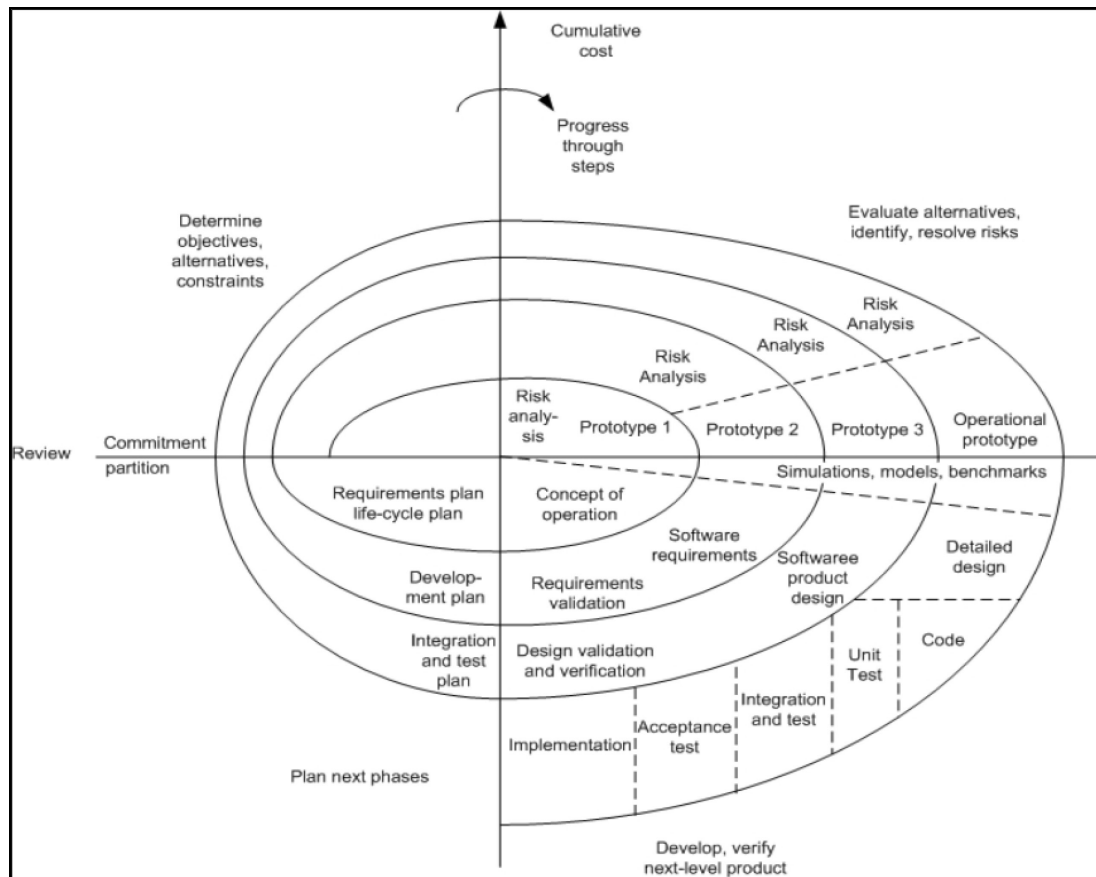 Cumulative
cost
Progress
through
steps
Determine
objectives,
alternatives,
constraints
Evaluate alternatives,
identify, resolve risks
Risk
Analysis
Risk
Analysis
Risk
Analysis
Risk
analy-
sis
Prototype 1
Prototype 2
Prototype 3
Operational
prototype
Review
Commitment
partition
Simulations, models, benchmarks
Requirements plan
life-cycle plan
Concept of
operation
Software
requirements
Softwaree
product
design
Detailed
design
Develop-
ment plan
Requirements
validation
Integration
and test
plan
Design validation
and verification
Code
Unit
Test
Integration
and test
Acceptance
test
Implementation
Plan next phases
Develop, verify
next-level product